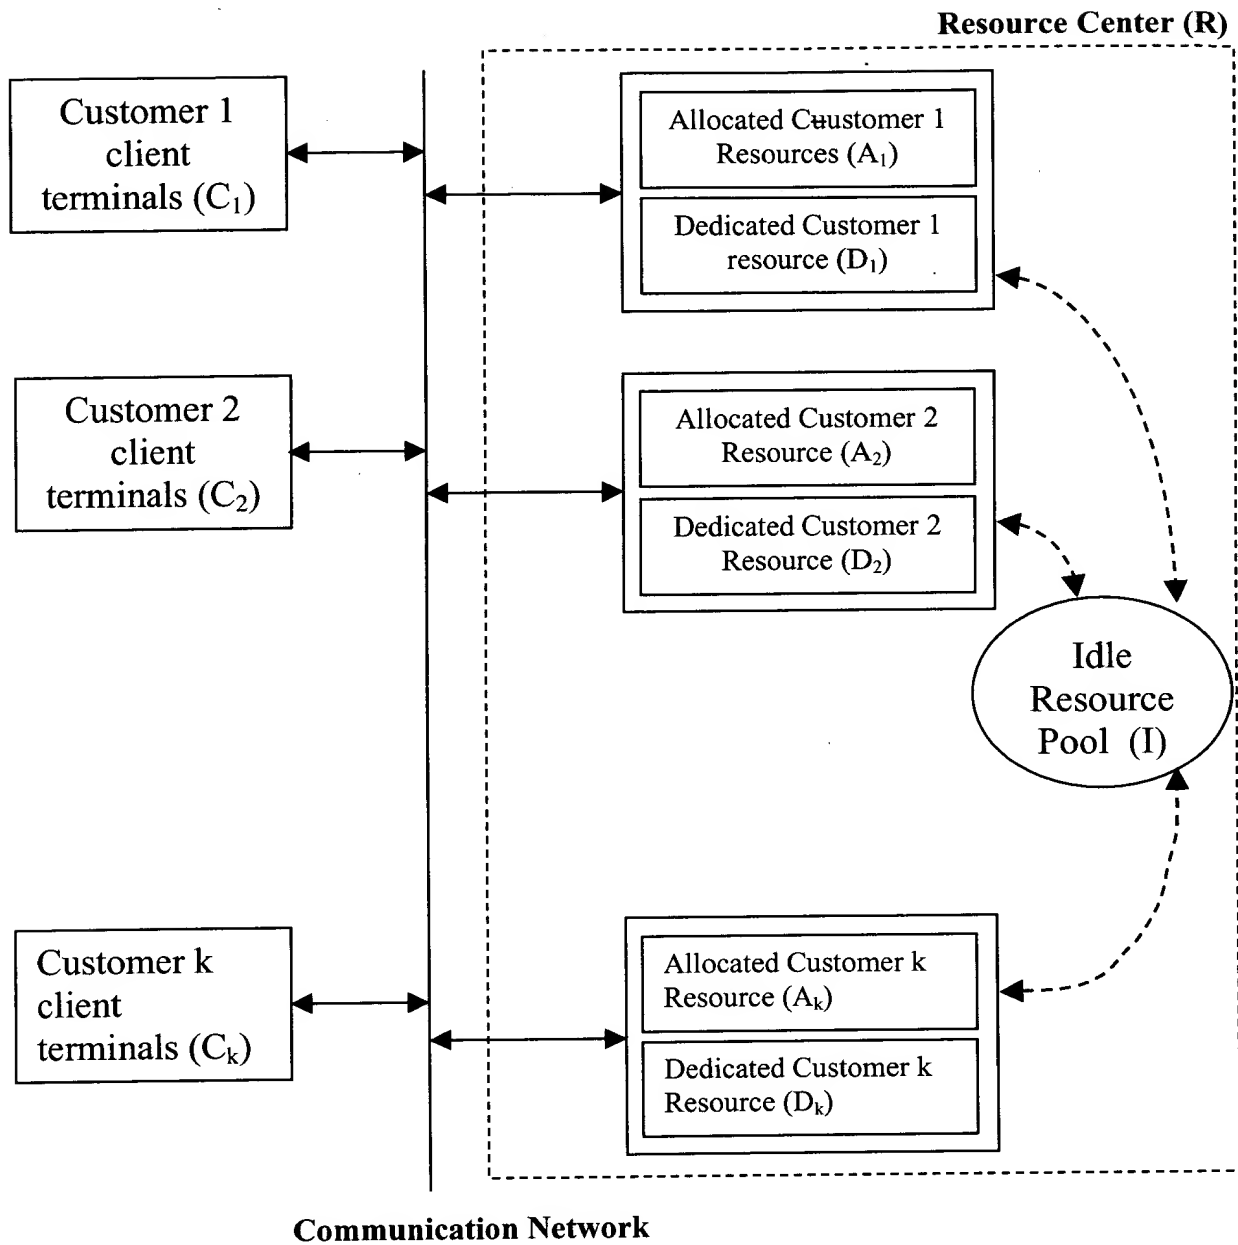 Resource Center (R)
Customer 1
client
terminals (C₁)
Allocated Cuustomer 1
Resources (A₁)
Dedicated Customer 1
resource (D₁)
Customer 2
client
terminals (C₂)
Allocated Customer 2
Resource (A₂)
Dedicated Customer 2
Resource (D₂)
Idle
Resource
Pool (I)
Customer k
client
terminals (Cₖ)
Allocated Customer k
Resource (Aₖ)
Dedicated Customer k
Resource (Dₖ)
Communication Network